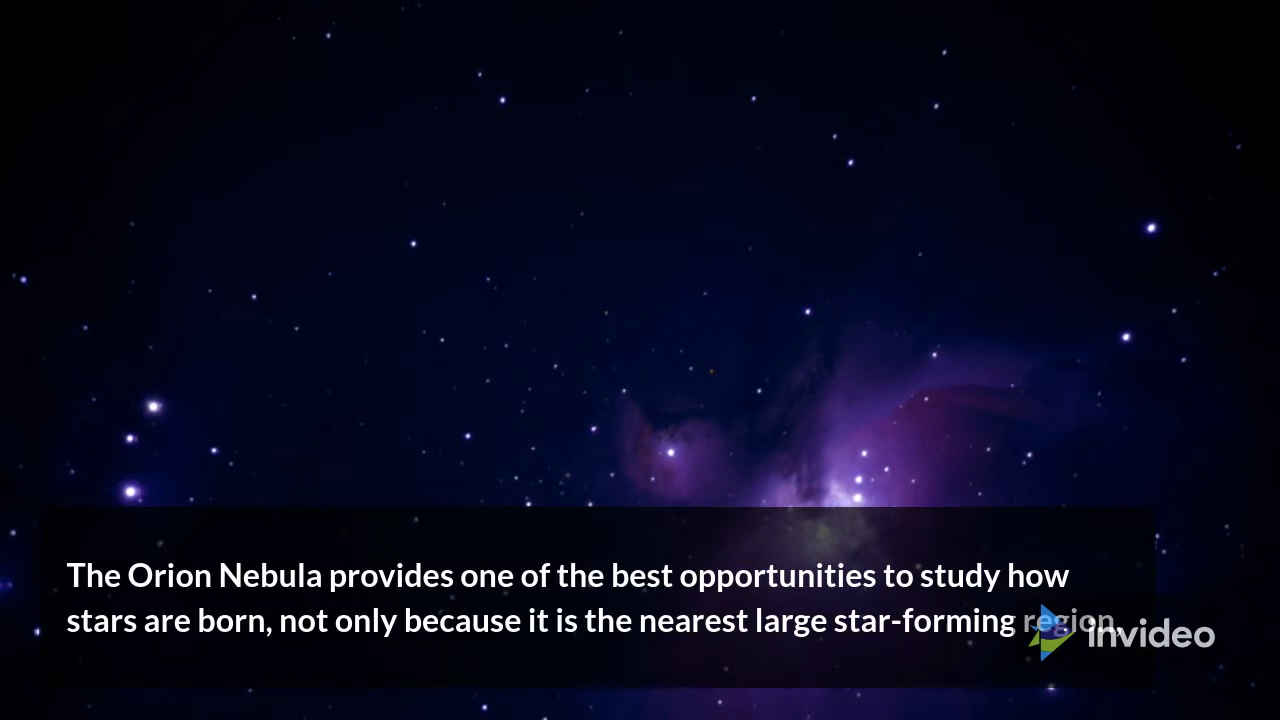 The Orion Nebula provides one of the best opportunities to study how
stars are born, not only because it is the nearest large star-forming region,
invideo